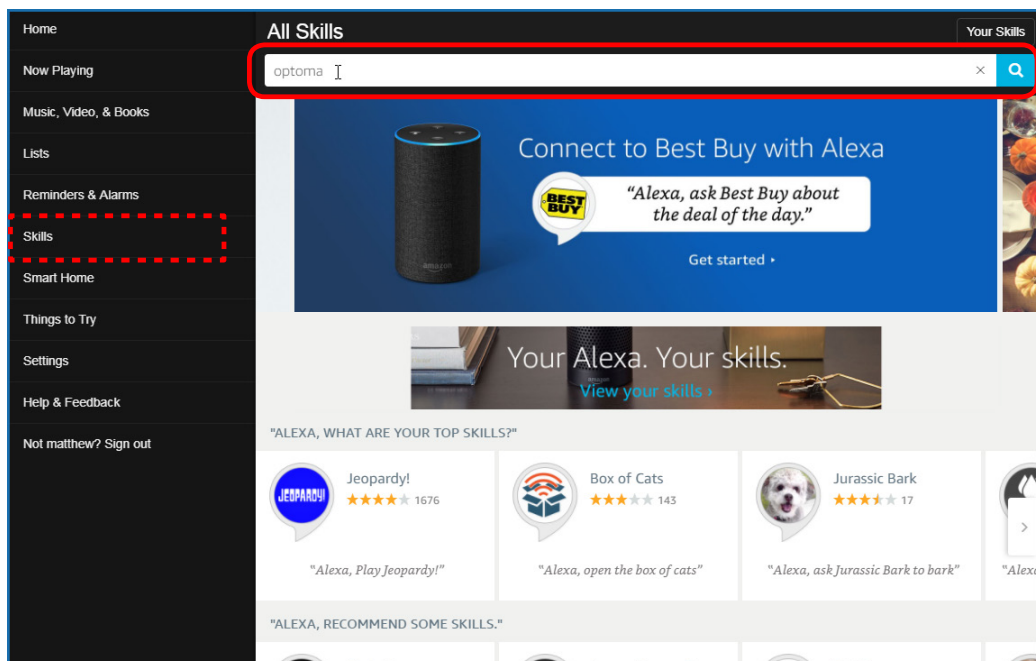 Home
Now Playing
Music, Video, & Books
Lists
Reminders & Alarms
Skills
Smart Home
Things to Try
Settings
Help & Feedback
Not matthew? Sign out
All Skills
Your Skills
optoma
×
Connect to Best Buy with Alexa
BEST
BUY
“Alexa, ask Best Buy about
the deal of the day.”
Get started
amazon
Your Alexa. Your skills.
View your skills ›
"ALEXA, WHAT ARE YOUR TOP SKILLS?"
JEOPARDY!
Jeopardy!
1676
"Alexa, Play Jeopardy!"
Box of Cats
143
"Alexa, open the box of cats"
Jurassic Bark
17
"Alexa, ask Jurassic Bark to bark"
"Alexa
"ALEXA, RECOMMEND SOME SKILLS."